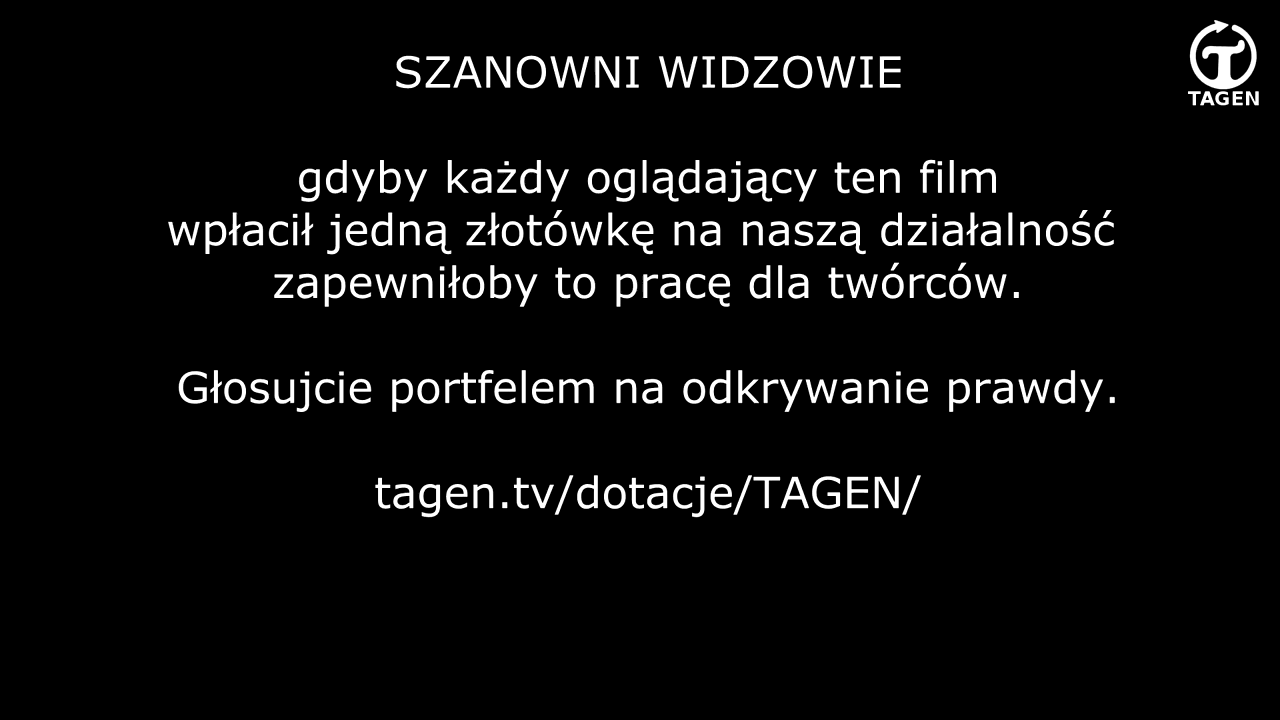 SZANOWNI WIDZOWIE
TAGEN
gdyby każdy oglądający ten film
wpłacił jedną złotówkę na naszą działalność
zapewniłoby to pracę dla twórców.
Głosujcie portfelem na odkrywanie prawdy.
tagen.tv/dotacje/TAGEN/